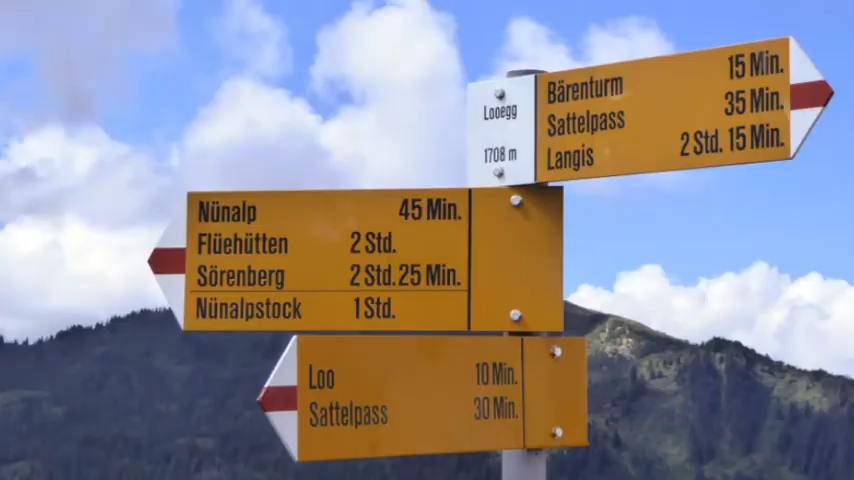 Looegg
1708 m
Bärenturm 15 Min.
Sattelpass 35 Min.
Langis 2 Std. 15 Min.
Nünalp 45 Min.
Flüehütten 2 Std.
Sörenberg 2 Std. 25 Min.
Nünalpstock 1 Std.
Loo 10 Min.
Sattelpass 30 Min.